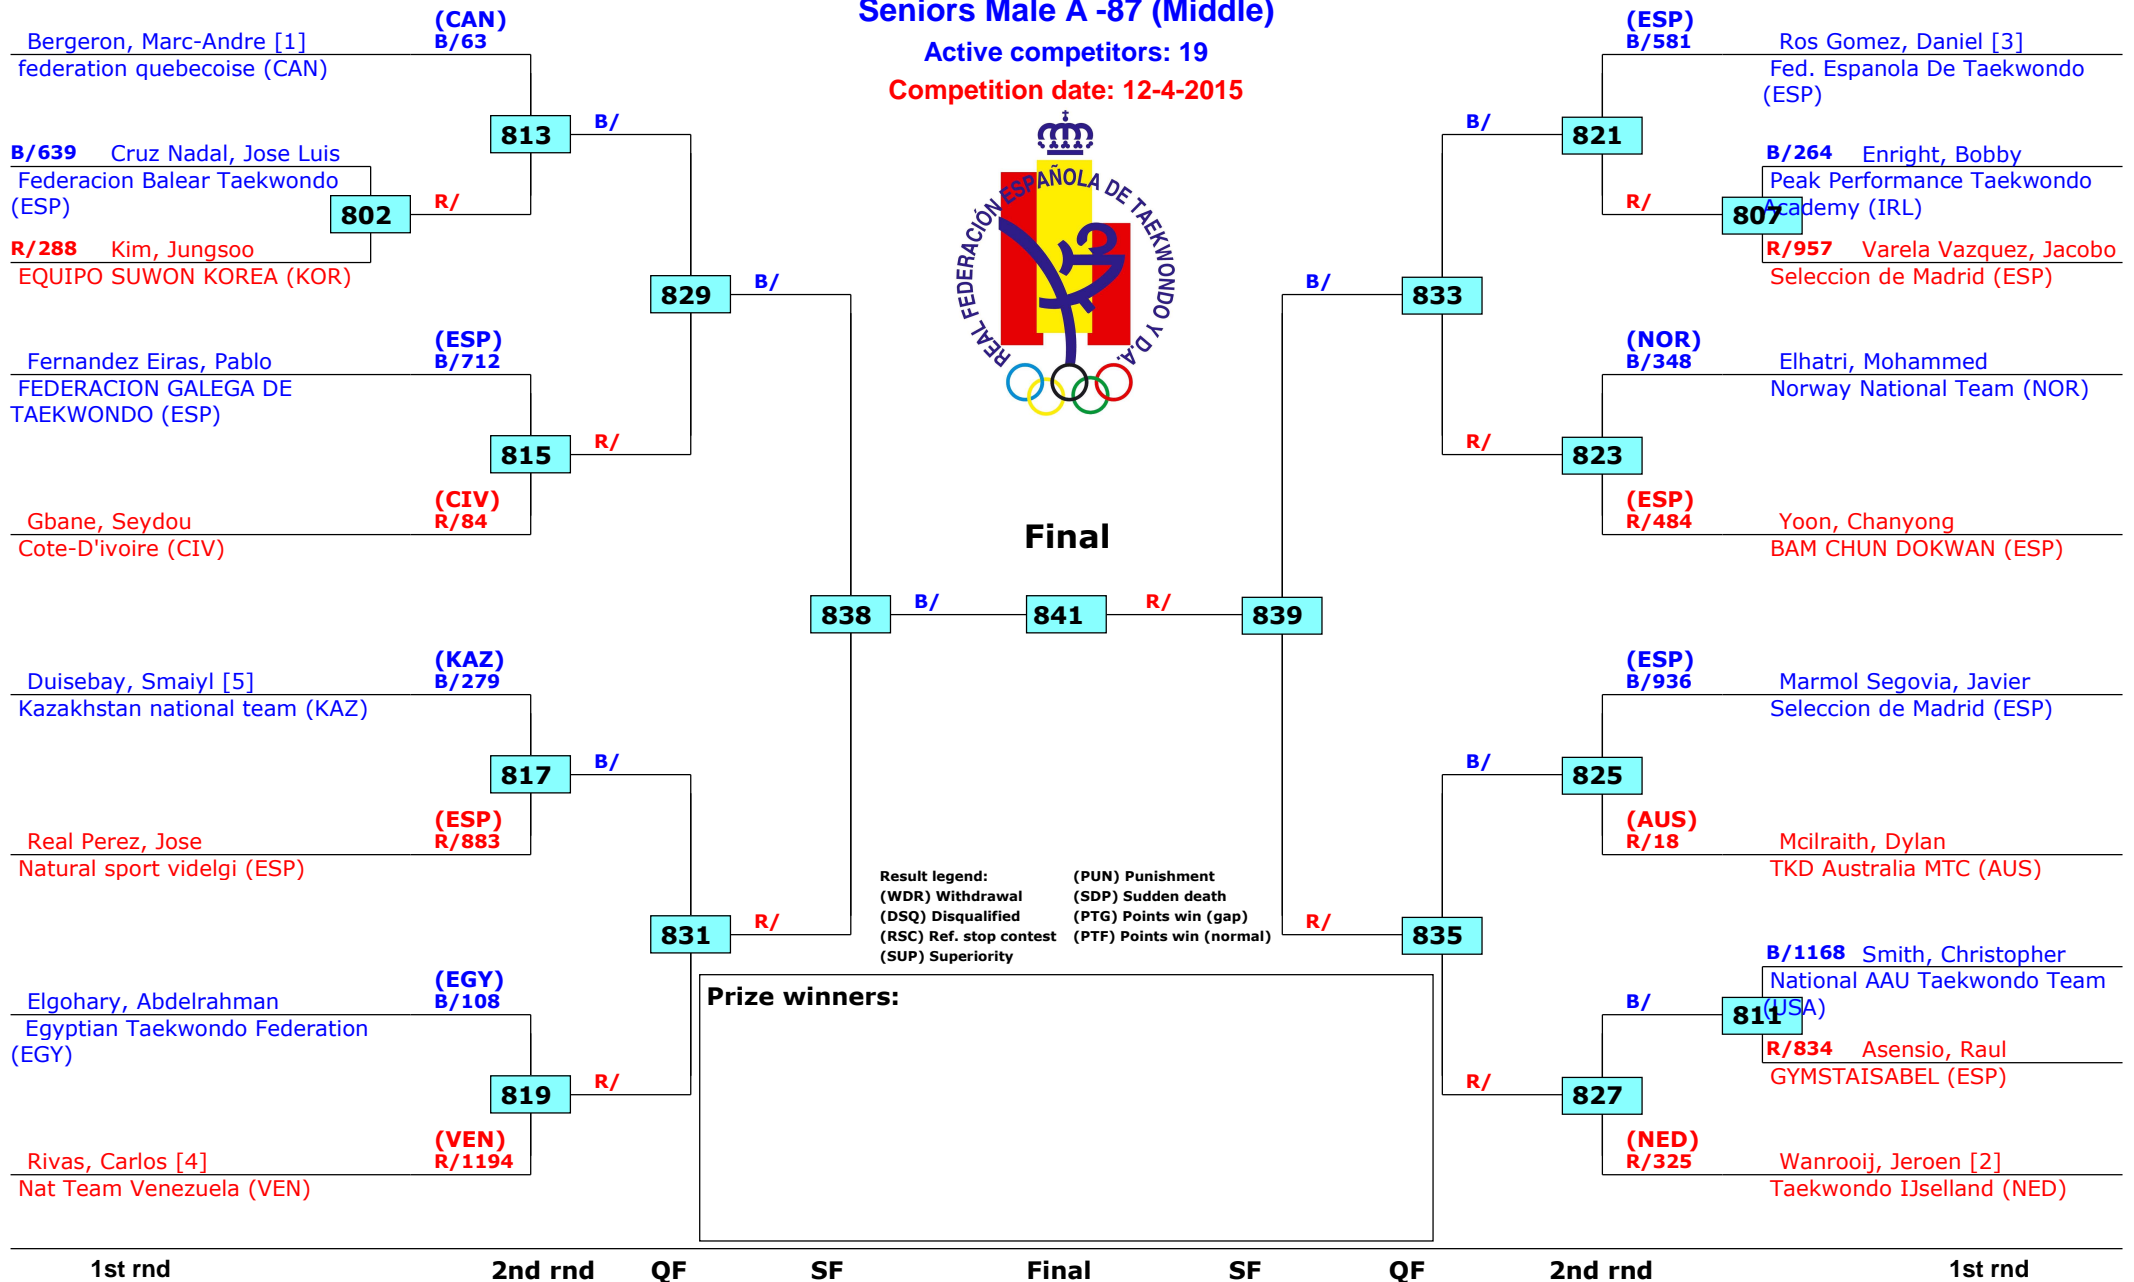 Seniors Male A -87 (Middle)
Active competitors: 19
Competition date: 12-4-2015
REAL FEDERACIÓN ESPAÑOLA DE TAEKWONDO Y D.A.
(CAN)
Bergeron, Marc-Andre [1] B/63
federation quebecoise (CAN)
813
B/
B/639 Cruz Nadal, Jose Luis
Federacion Balear Taekwondo
(ESP)
802
R/
R/288 Kim, Jungsoo
EQUIPO SUWON KOREA (KOR)
829
B/
(ESP)
Fernandez Eiras, Pablo B/712
FEDERACION GALEGA DE
TAEKWONDO (ESP)
815
R/
(CIV)
Gbane, Seydou R/84
Cote-D'ivoire (CIV)
838
B/
(KAZ)
Duisebay, Smaiyl [5] B/279
Kazakhstan national team (KAZ)
817
B/
(ESP)
Real Perez, Jose R/883
Natural sport videlgi (ESP)
831
R/
(EGY)
Elgohary, Abdelrahman B/108
Egyptian Taekwondo Federation
(EGY)
819
R/
(VEN)
Rivas, Carlos [4] R/1194
Nat Team Venezuela (VEN)
Final
841
(ESP)
B/581 Ros Gomez, Daniel [3]
Fed. Espanola De Taekwondo
(ESP)
B/
821
B/264 Enright, Bobby
Peak Performance Taekwondo
Academy (IRL)
R/
807
R/957 Varela Vazquez, Jacobo
Seleccion de Madrid (ESP)
B/
833
(NOR)
B/348 Elhatri, Mohammed
Norway National Team (NOR)
R/
823
(ESP)
R/484 Yoon, Chanyong
BAM CHUN DOKWAN (ESP)
R/
839
(ESP)
B/936 Marmol Segovia, Javier
Seleccion de Madrid (ESP)
B/
825
(AUS)
R/18 Mcilraith, Dylan
TKD Australia MTC (AUS)
R/
835
B/1168 Smith, Christopher
National AAU Taekwondo Team
(USA)
B/
811
R/834 Asensio, Raul
GYMSTAISABEL (ESP)
R/
827
(NED)
R/325 Wanrooij, Jeroen [2]
Taekwondo IJselland (NED)
Result legend: (PUN) Punishment
(WDR) Withdrawal (SDP) Sudden death
(DSQ) Disqualified (PTG) Points win (gap)
(RSC) Ref. stop contest (PTF) Points win (normal)
(SUP) Superiority
Prize winners:
1st rnd 2nd rnd QF SF Final SF QF 2nd rnd 1st rnd